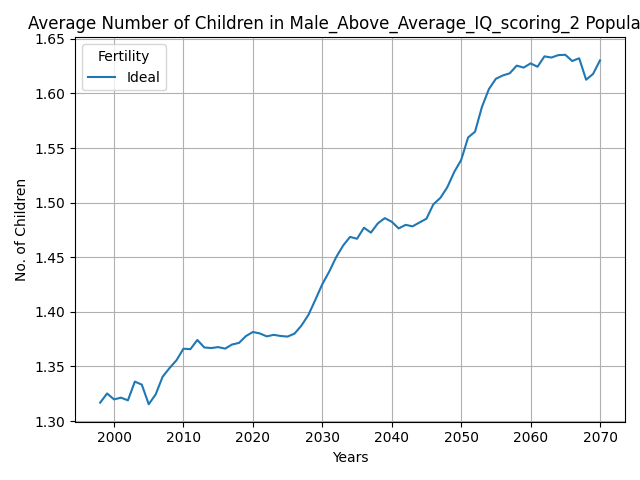 Average Number of Children in Male_Above_Average_IQ_scoring_2 Popula
Fertility
Ideal
No. of Children
1.65
1.60
1.55
1.50
1.45
1.40
1.35
1.30
2000 2010 2020 2030 2040 2050 2060 2070
Years